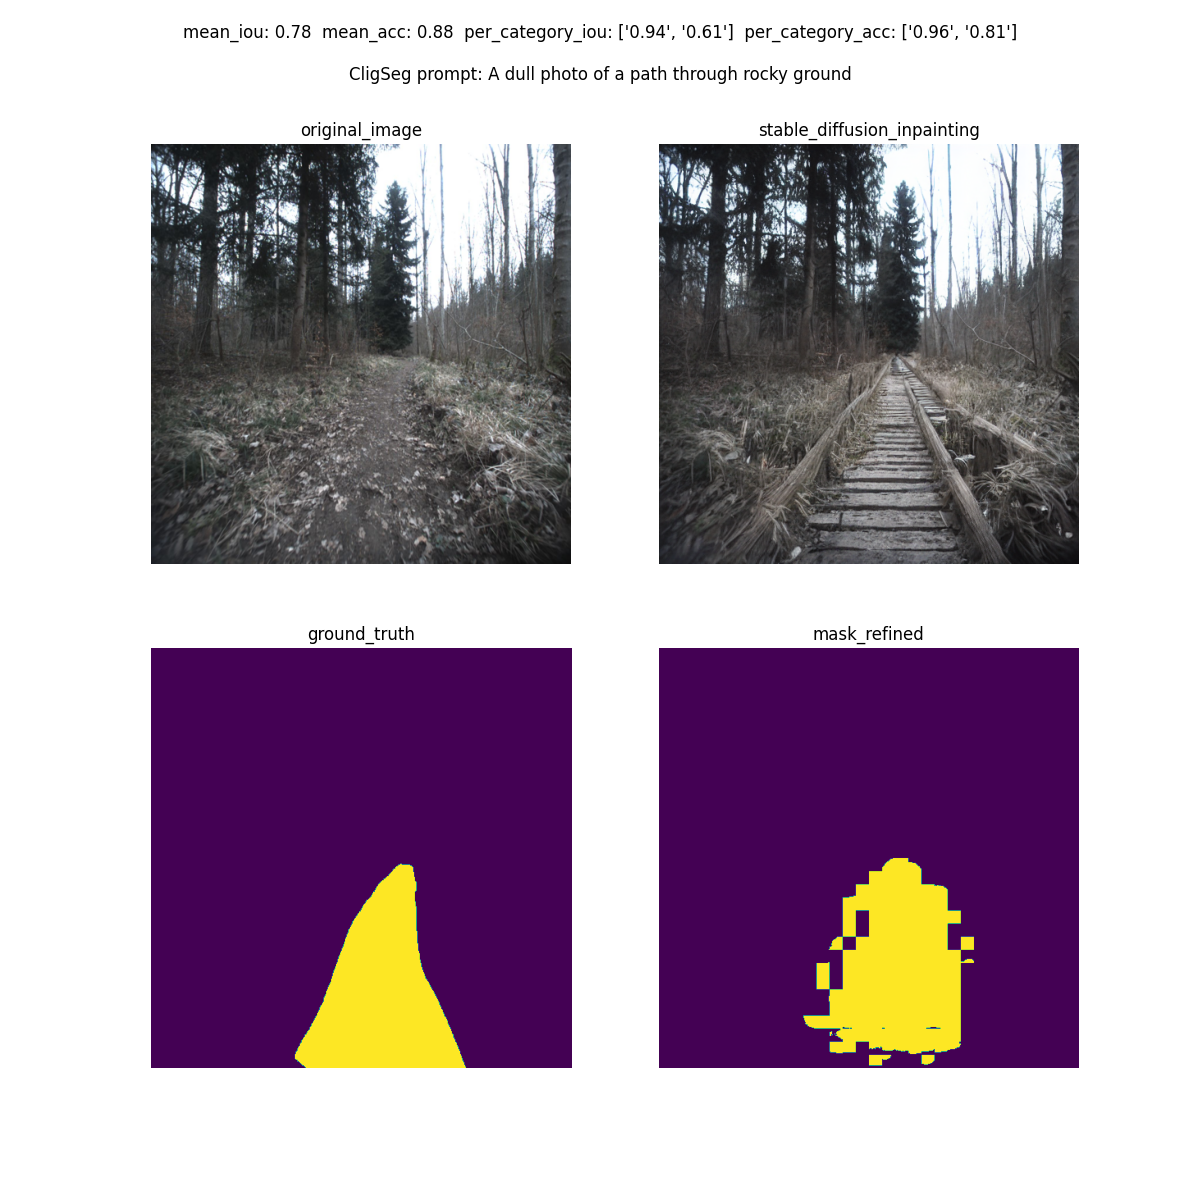 mean_iou: 0.78  mean_acc: 0.88  per_category_iou: ['0.94', '0.61']  per_category_acc: ['0.96', '0.81']
CligSeg prompt: A dull photo of a path through rocky ground
original_image
stable_diffusion_inpainting
ground_truth
mask_refined